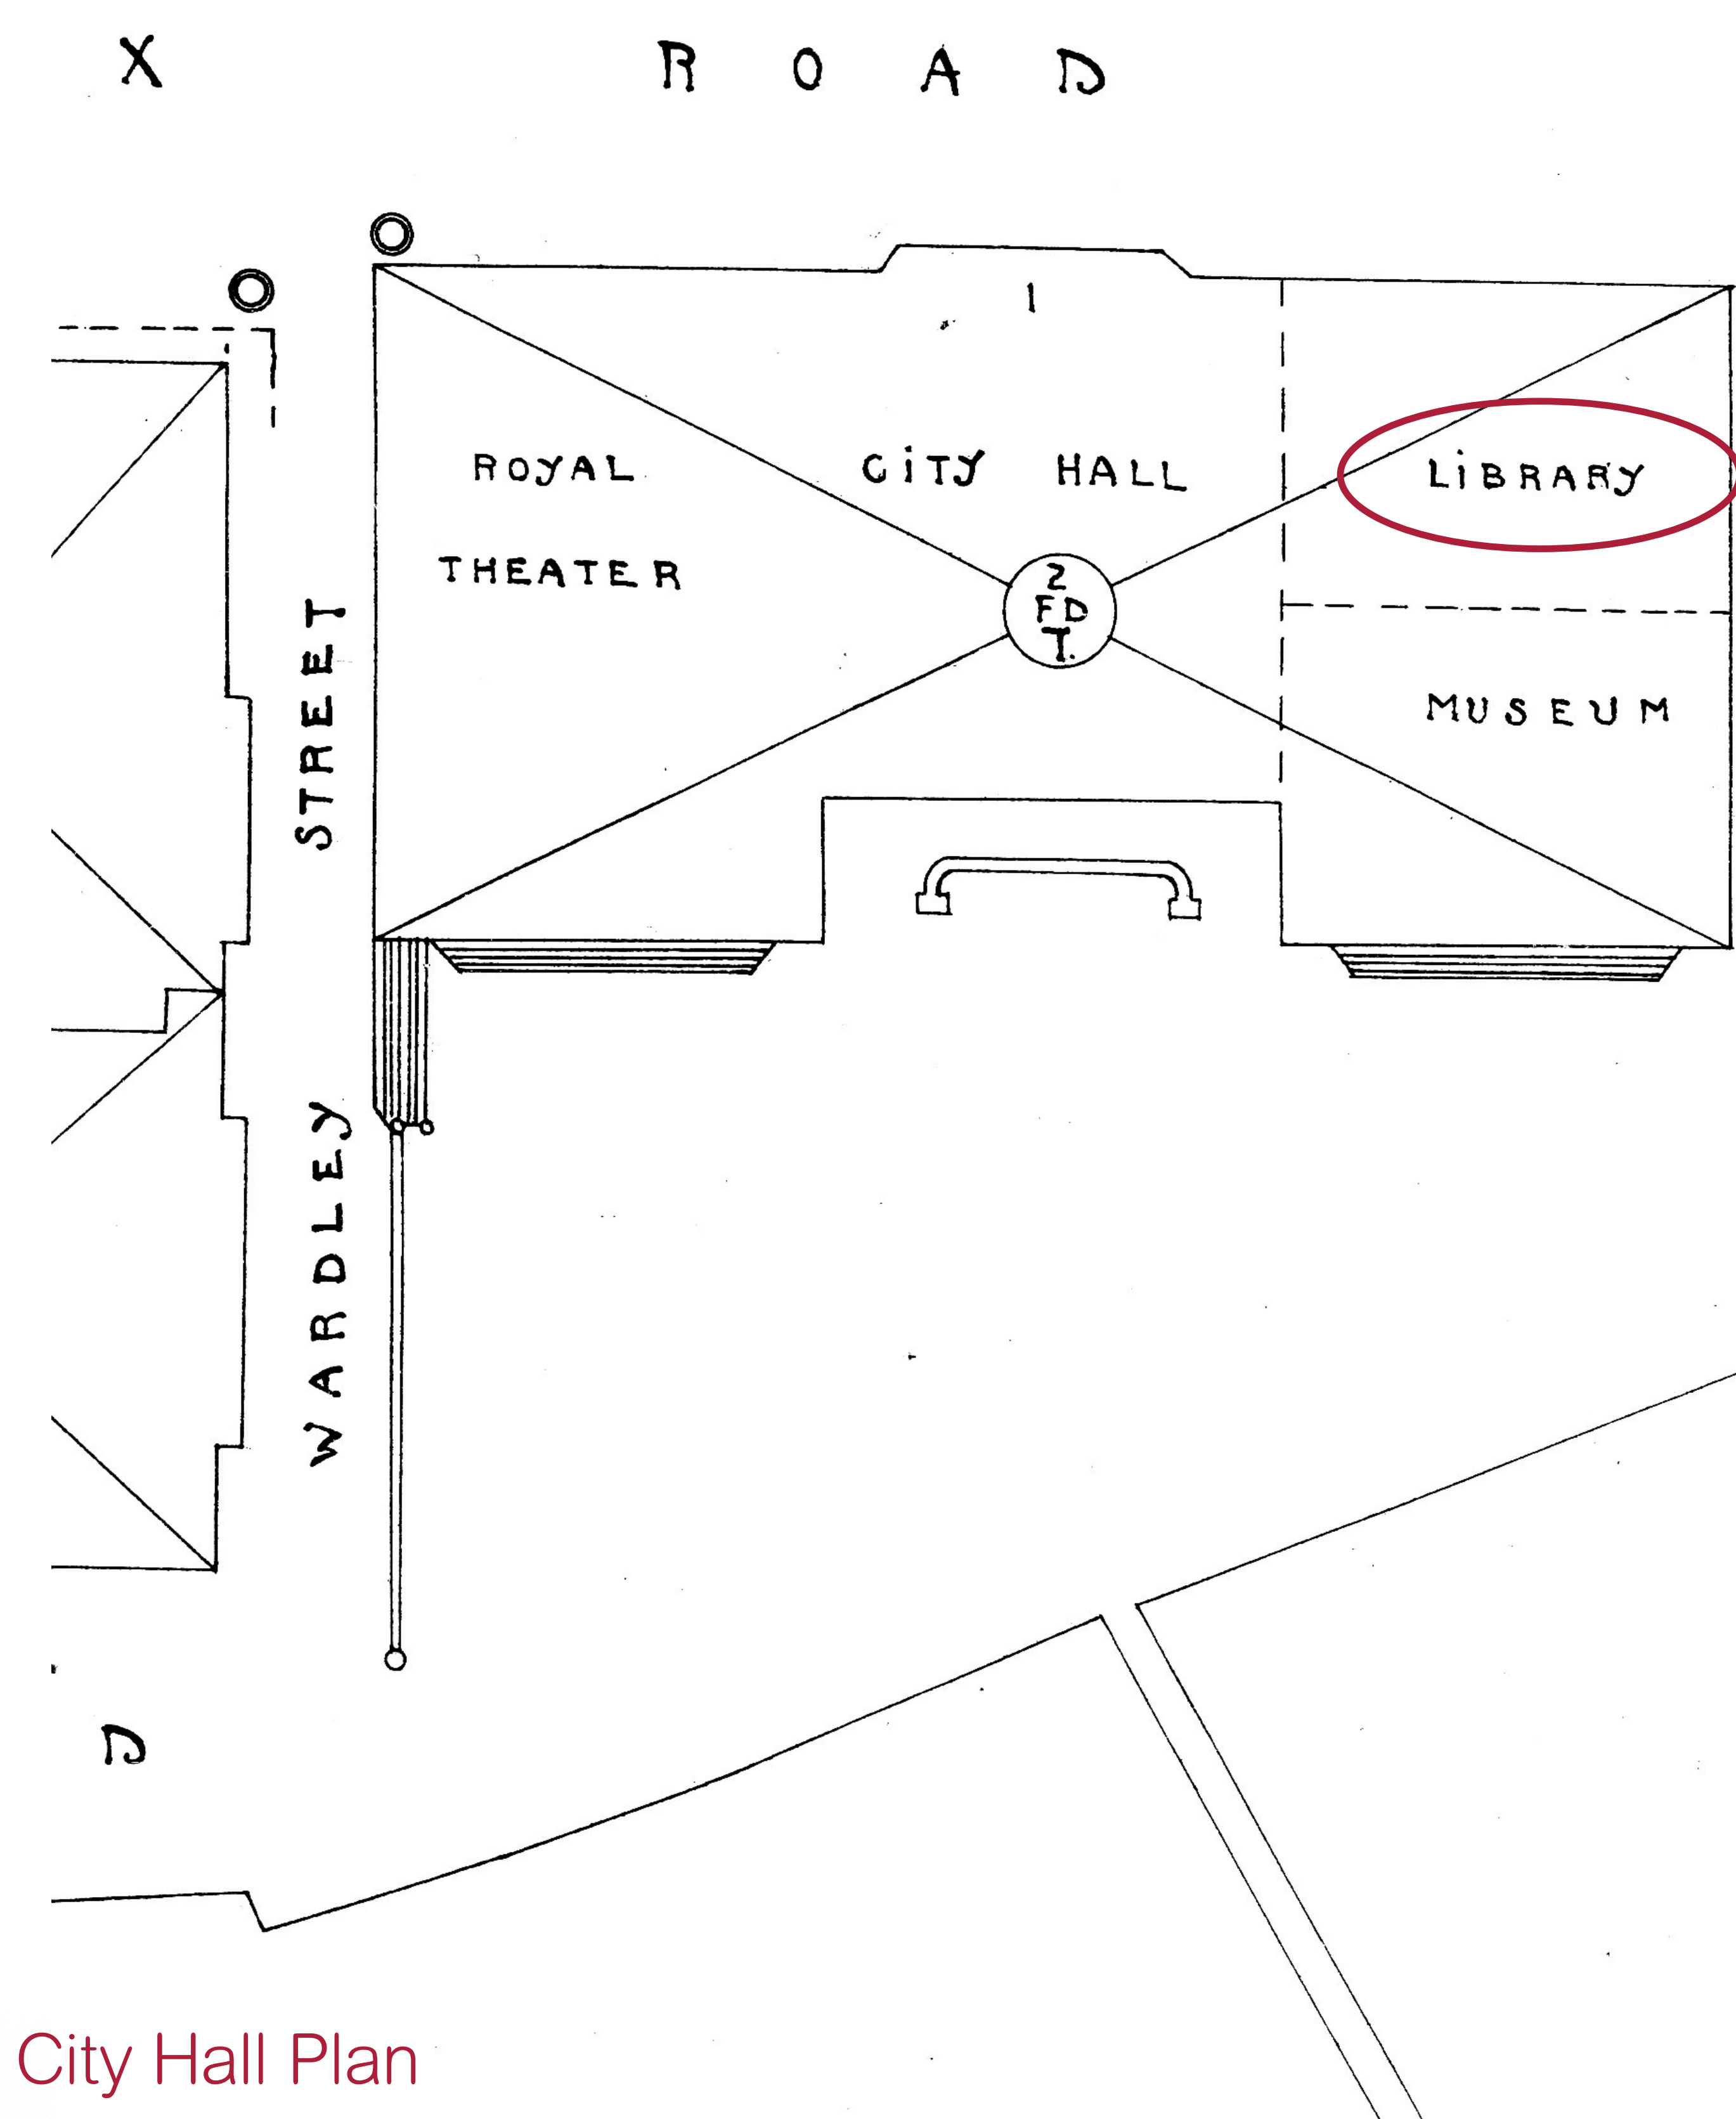 X ROAD
1
ROYAL CiTY HALL LiBRARY
THEATER
2
FD
T.
MUSEUM
WARDLEY STREET
D
City Hall Plan